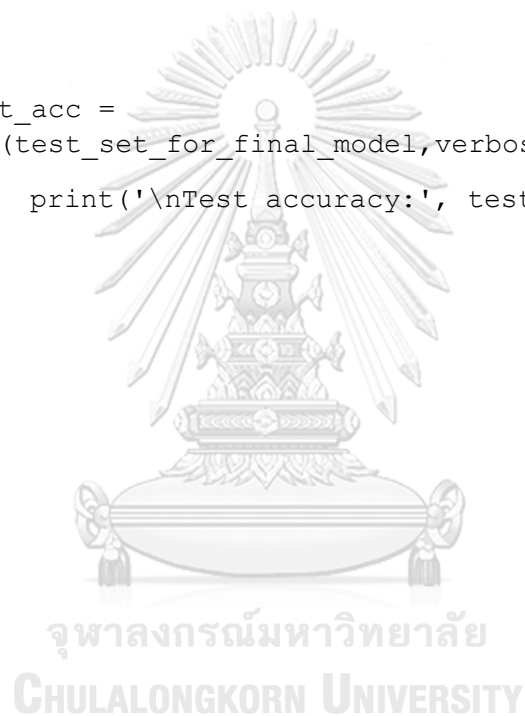 t_acc =
(test_set_for_final_model,verbos
print('\nTest accuracy:', test
จุฬาลงกรณ์มหาวิทยาลัย
CHULALONGKORN UNIVERSITY